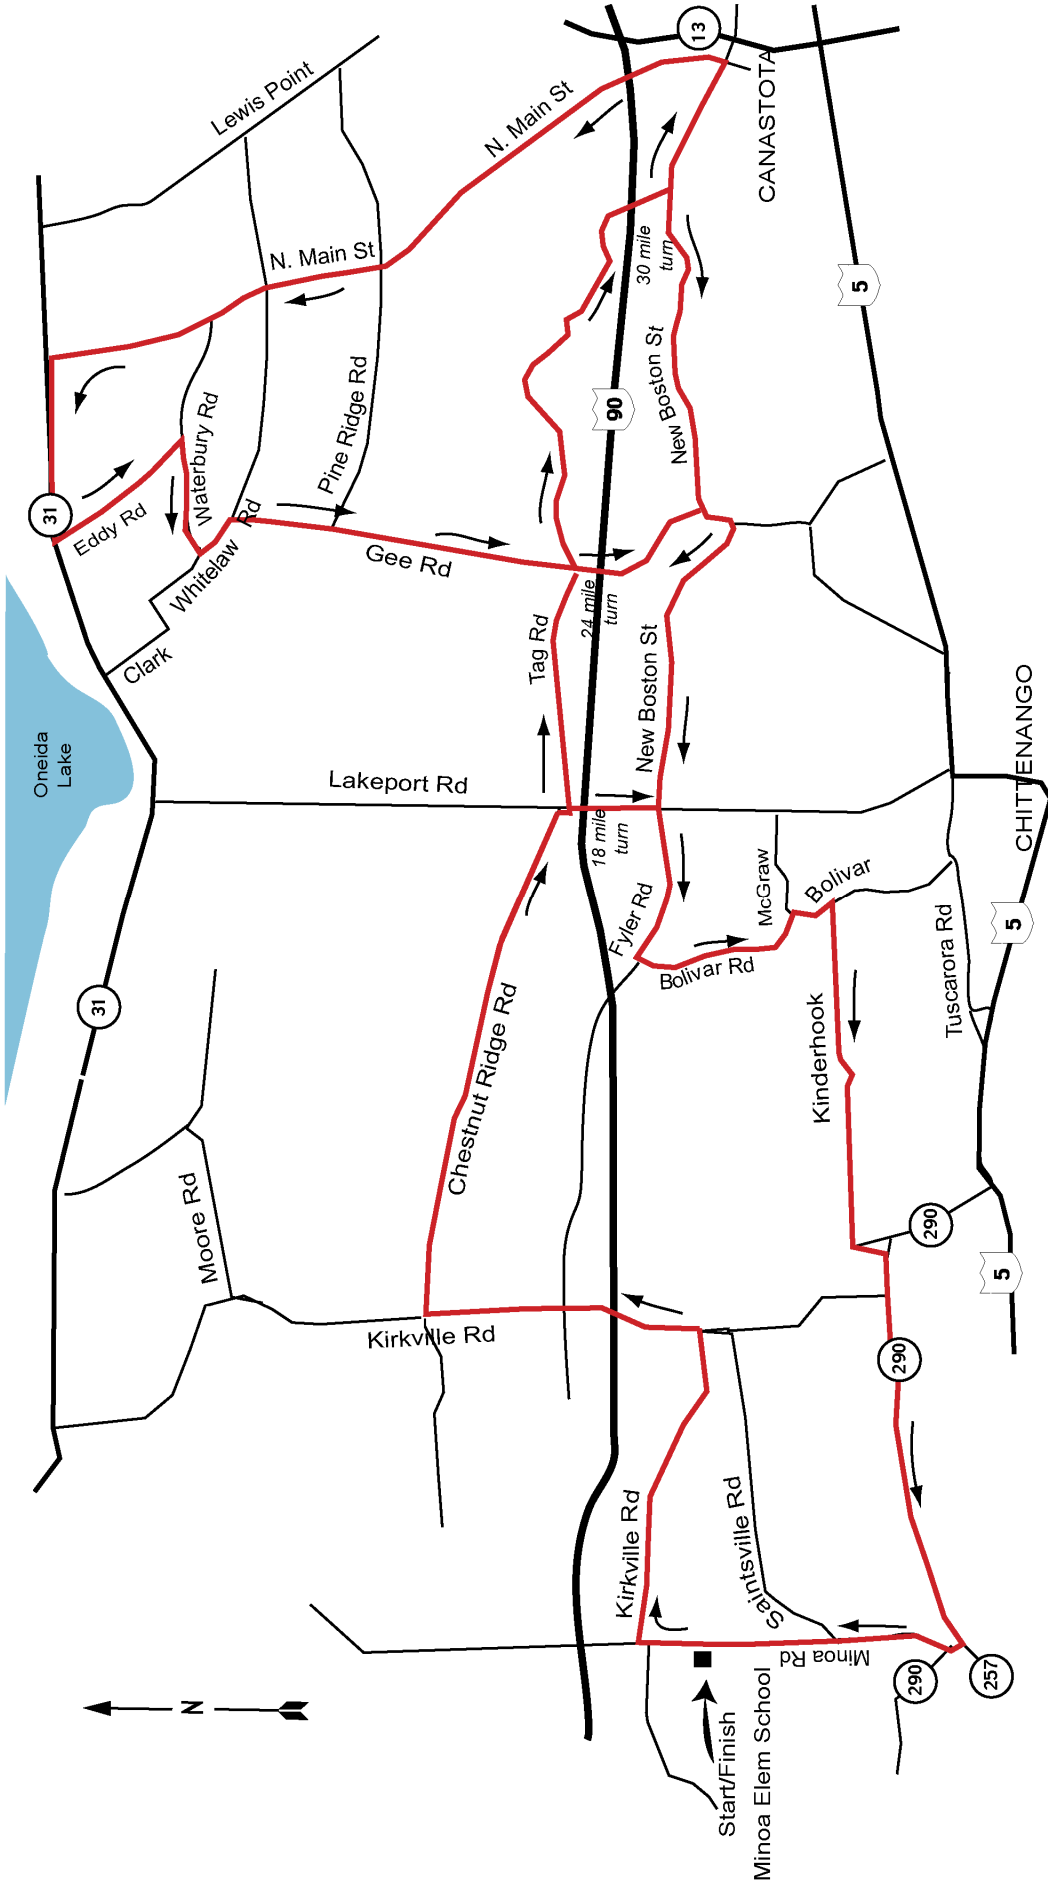 Oneida
Lake
31
31
Lewis Point
N. Main St
N. Main St
Eddy Rd
Waterbury Rd
Whitelaw
Rd
Clark
Pine Ridge Rd
Gee Rd
Tag Rd
Lakeport Rd
Chestnut Ridge Rd
Moore Rd
Kirkville Rd
Kirkville Rd
13
CANASTOTA
30 mile
turn
90
24 mile
turn
18 mile
turn
New Boston St
New Boston St
5
CHITTENANGO
Fyler Rd
Bolivar Rd
McGraw
Bolivar
Kinderhook
Tuscarora Rd
5
290
5
290
Saintsville Rd
Minoa Rd
290
257
N
Start/Finish
Minoa Elem School